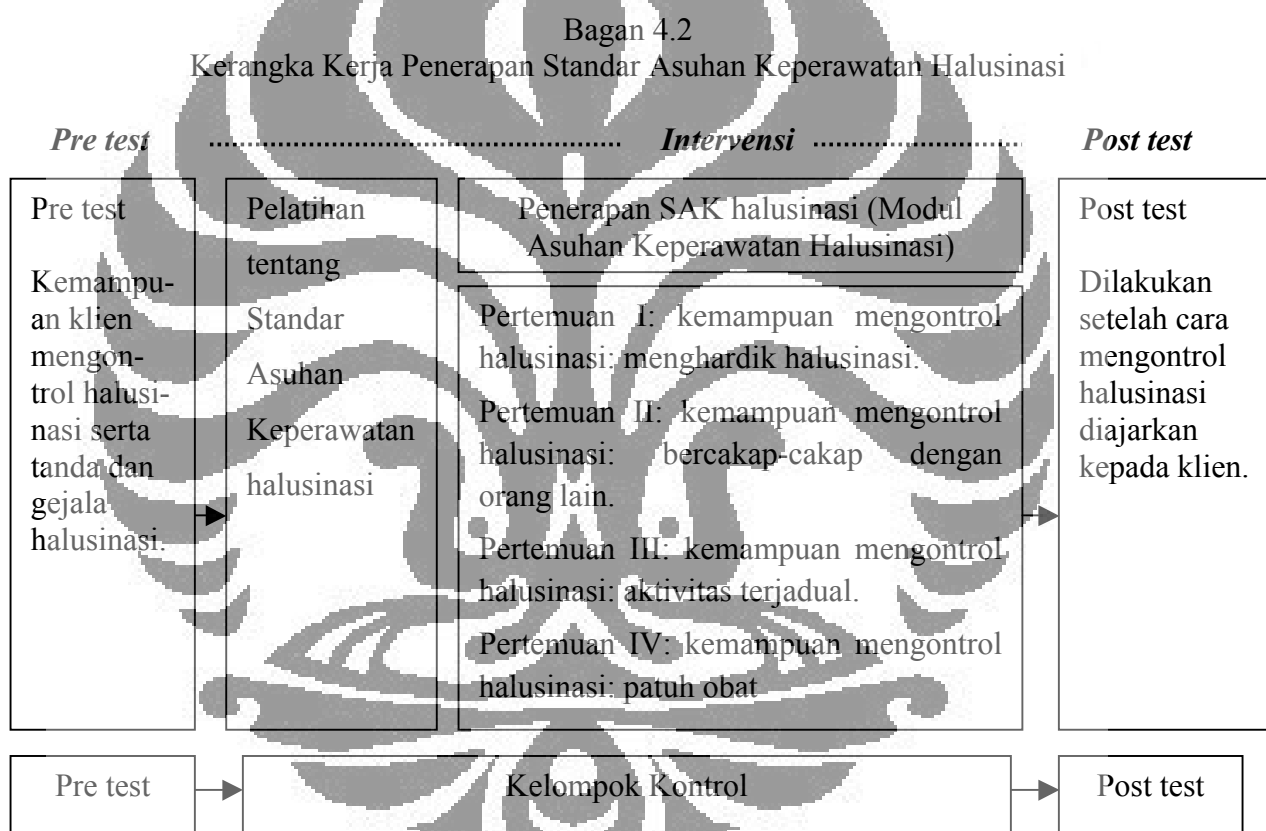 Bagan 4.2
Kerangka Kerja Penerapan Standar Asuhan Keperawatan Halusinasi
Pre test ........................................ Intervensi ........................ Post test
Pre test
Kemampu-
an klien
mengon-
trol halusi-
nasi serta
tanda dan
gejala
halusinasi.
Pelatihan
tentang
Standar
Asuhan
Keperawatan
halusinasi
Penerapan SAK halusinasi (Modul
Asuhan Keperawatan Halusinasi)
Pertemuan I: kemampuan mengontrol
halusinasi: menghardik halusinasi.
Pertemuan II: kemampuan mengontrol
halusinasi: bercakap-cakap dengan
orang lain.
Pertemuan III: kemampuan mengontrol
halusinasi: aktivitas terjadual.
Pertemuan IV: kemampuan mengontrol
halusinasi: patuh obat
Post test
Dilakukan
setelah cara
mengontrol
halusinasi
diajarkan
kepada klien.
Pre test
Kelompok Kontrol
Post test